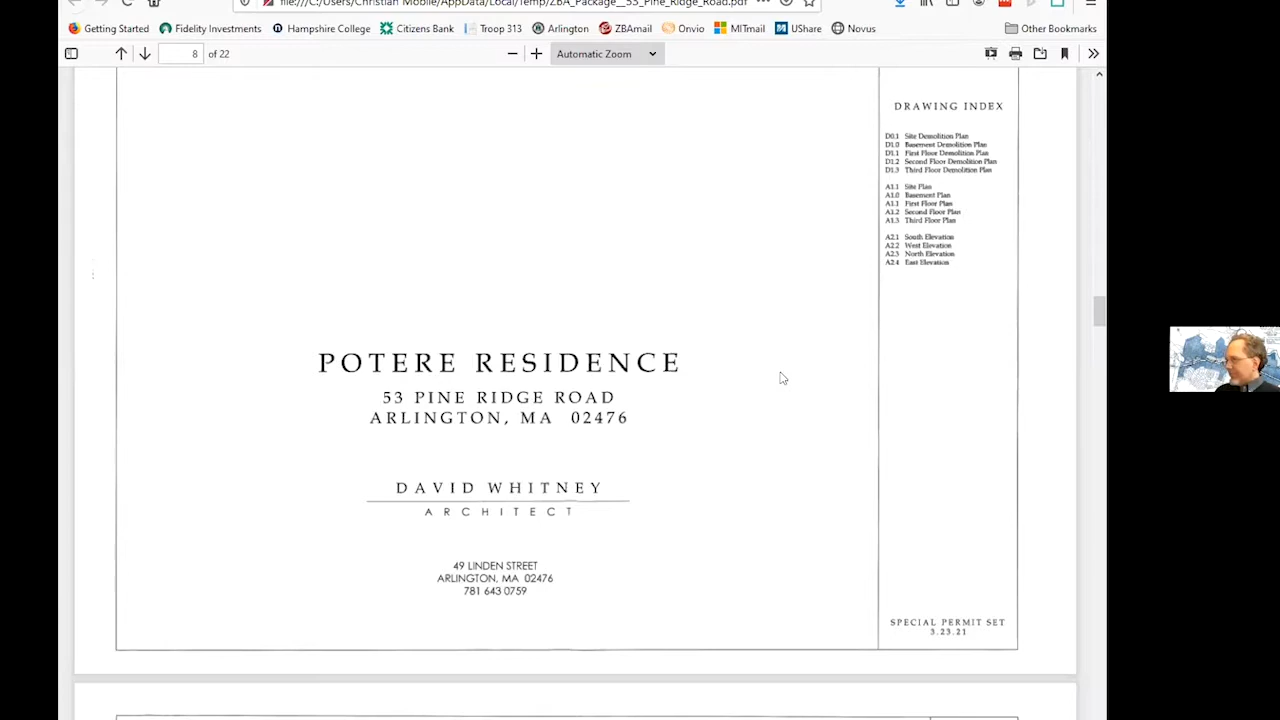 file:///C:/Users/Christian Mobile/AppData/Local/Temp/ZBA_Package__53_Pine_Ridge_Road.pdf
Getting Started Fidelity Investments Hampshire College Citizens Bank Troop 313 Arlington ZBAmail Onvio MITmail UShare Novus Other Bookmarks
8 of 22 Automatic Zoom
DRAWING INDEX
D0.1 Site Demolition Plan
D1.0 Basement Demolition Plan
D1.1 First Floor Demolition Plan
D1.2 Second Floor Demolition Plan
D1.3 Third Floor Demolition Plan
A1.1 Site Plan
A1.0 Basement Plan
A1.1 First Floor Plan
A1.2 Second Floor Plan
A1.3 Third Floor Plan
A2.1 South Elevation
A2.2 West Elevation
A2.3 North Elevation
A2.4 East Elevation
POTERE RESIDENCE
53 PINE RIDGE ROAD
ARLINGTON, MA 02476
DAVID WHITNEY
ARCHITECT
49 LINDEN STREET
ARLINGTON, MA 02476
781 643 0759
SPECIAL PERMIT SET
3.23.21